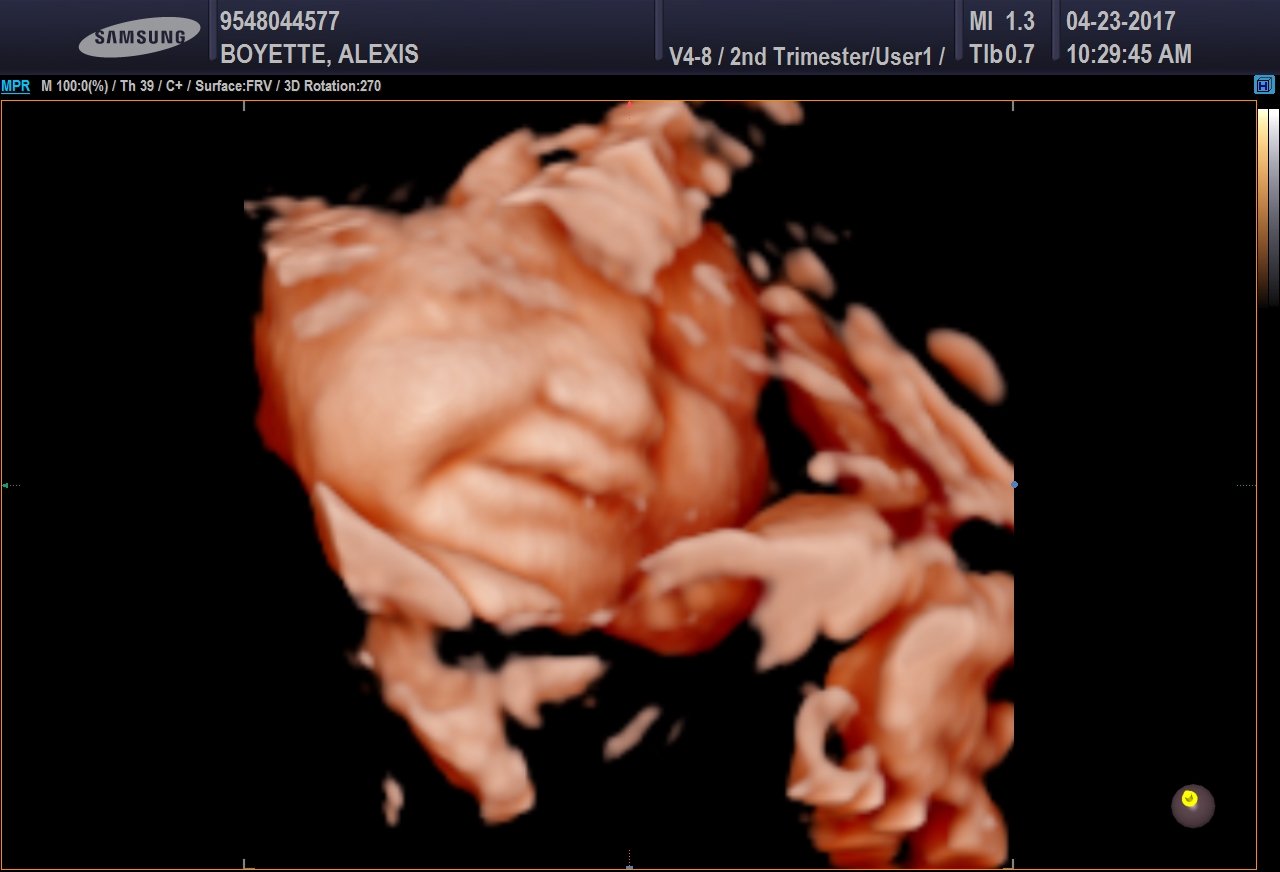 SAMSUNG
9548044577
BOYETTE, ALEXIS
V4-8 / 2nd Trimester/User1 /
MI 1.3
TIb 0.7
04-23-2017
10:29:45 AM
MPR M 100:0(%) / Th 39 / C+ / Surface:FRV / 3D Rotation:270
H